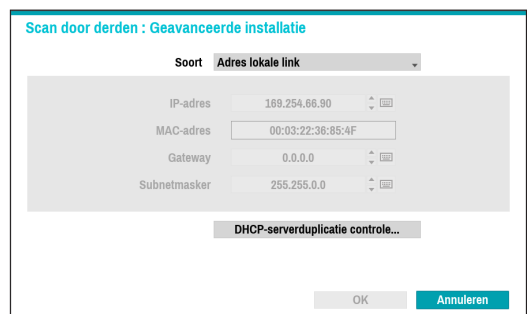 Scan door derden : Geavanceerde installatie
Soort Adres lokale link
IP-adres 169.254.66.90
MAC-adres 00:03:22:36:85:4F
Gateway 0.0.0.0
Subnetmasker 255.255.0.0
DHCP-serverduplicatie controle...
OK Annuleren